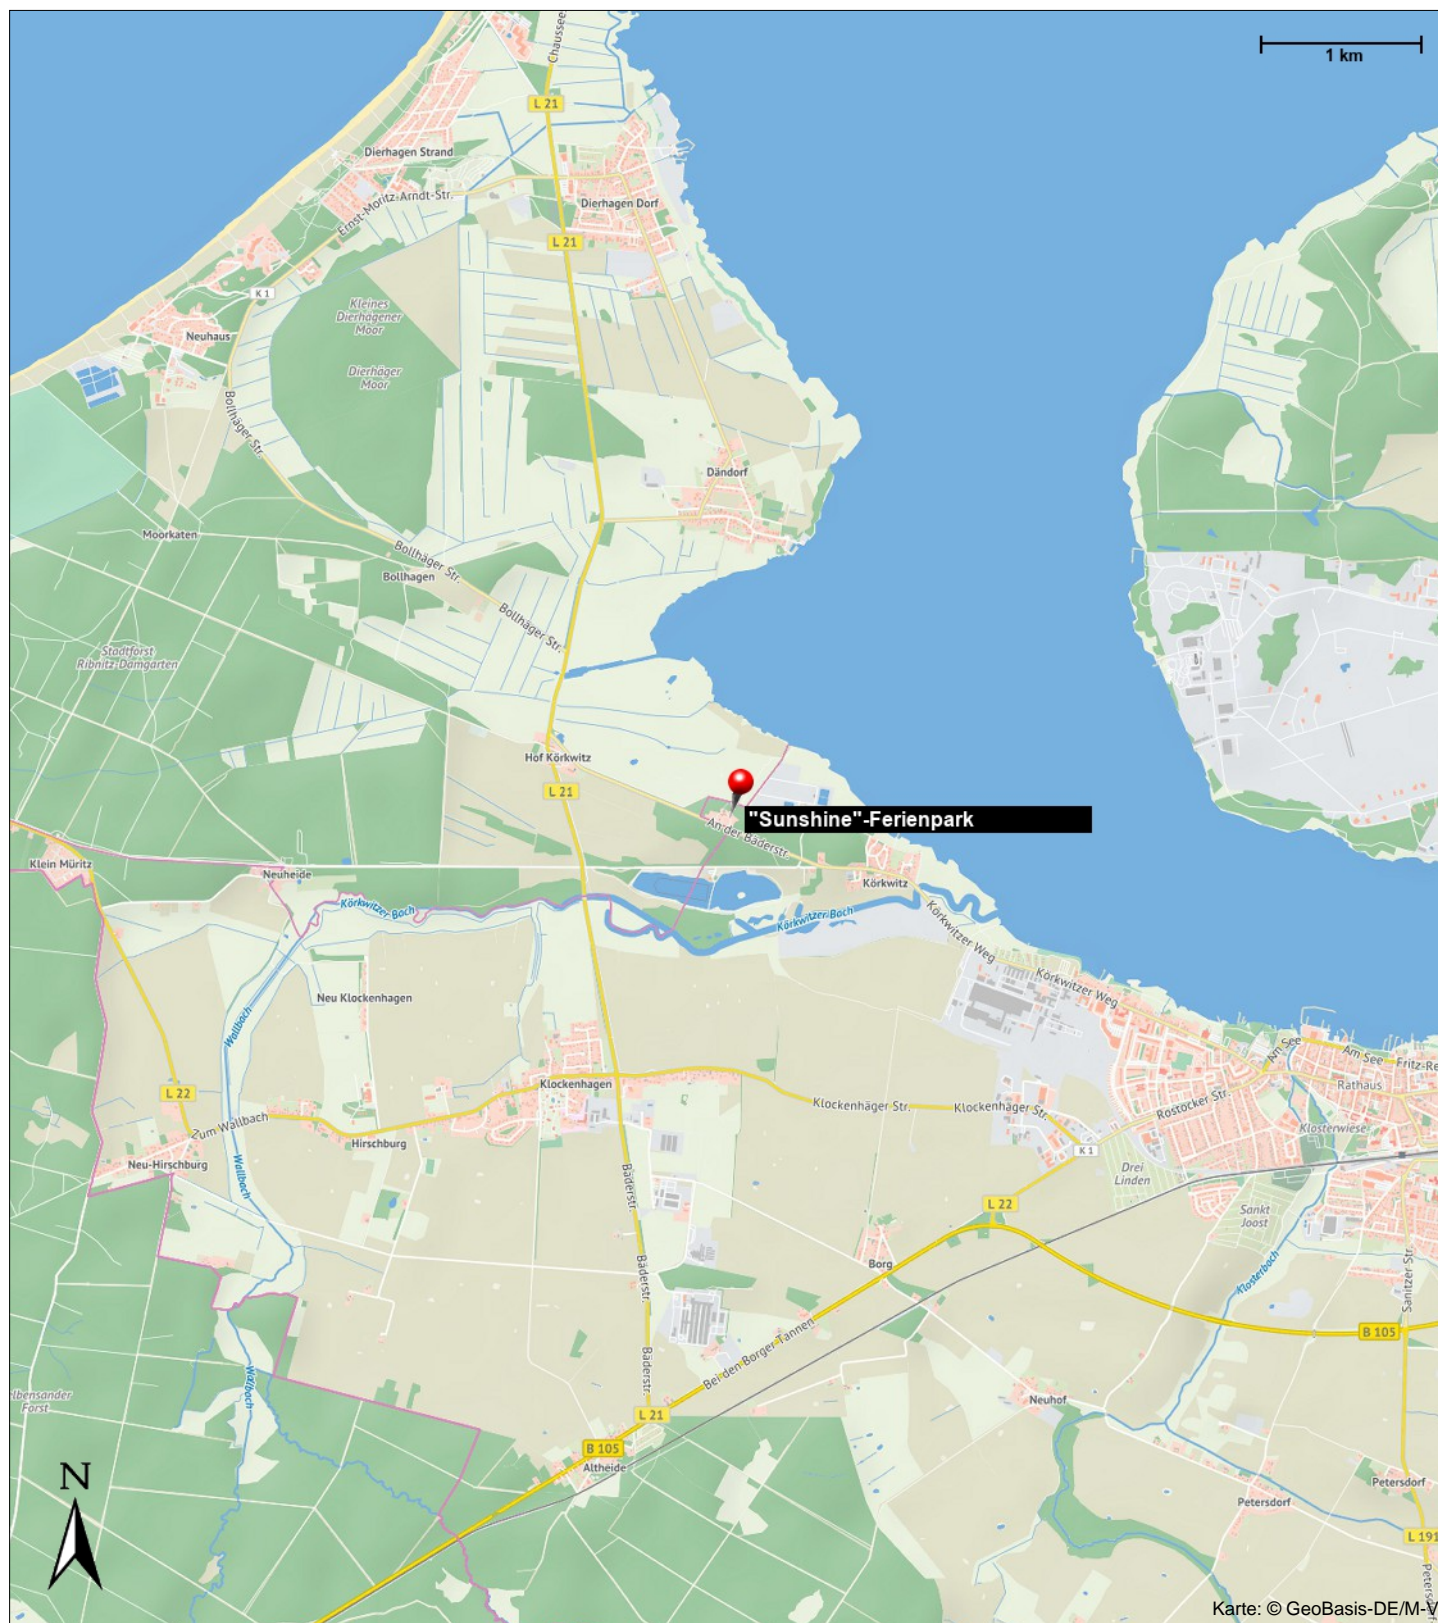 Chaussee
1 km
L 21
Dierhagen Strand
Ernst-Moritz-Arndt-Str.
Dierhagen Dorf
L 21
K 1
Kleines
Dierhägener
Moor
Neuhaus
Dierhäger
Moor
Bollhäger Str.
Dändorf
Moorkaten
Bollhäger Str.
Bollhagen
Bollhäger Str.
Stadtforst
Ribnitz-Damgarten
Hof Körkwitz
L 21
"Sunshine"-Ferienpark
An der Bäderstr.
Klein Müritz
Neuheide
Körkwitz
Körkwitzer Bach
Körkwitzer Bach
Körkwitzer Weg
Neu Klockenhagen
Körkwitzer Weg
Wallbach
Am See
Am See
Fritz-Re
Rathaus
Klockenhagen
L 22
Klockenhäger Str.
Klockenhäger Str.
Rostocker Str.
Zum Wallbach
Klosterwiese
Hirschburg
K 1
Neu-Hirschburg
Wallbach
Drei
Linden
Bäderstr.
L 22
Sankt
Joost
Borg
Bäderstr.
Klosterbach
Sanitzer Str.
B 105
Bei den Borger Tannen
Bäderstr.
Wallbach
elbensander
Forst
Neuhof
L 21
B 105
Altheide
N
Petersdorf
Petersdorf
L 191
Peters
Karte: © GeoBasis-DE/M-V